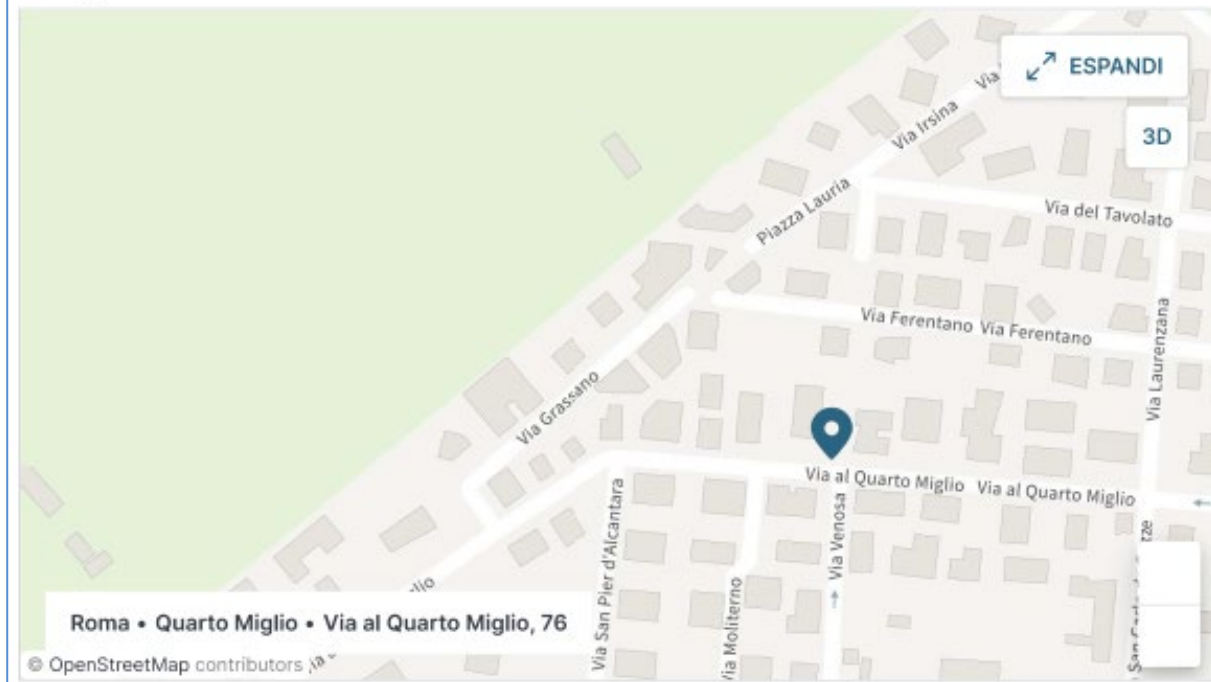 ESPANDI
3D
Via
Via Irsina
Piazza Lauria
Via del Tavolato
Via Ferentano Via Ferentano
Via Laurenzana
Via Grassano
Via al Quarto Miglio Via al Quarto Miglio
Via San Pier d'Alcantara
Via Moliterno
Via Venosa
Roma • Quarto Miglio • Via al Quarto Miglio, 76
© OpenStreetMap contributors